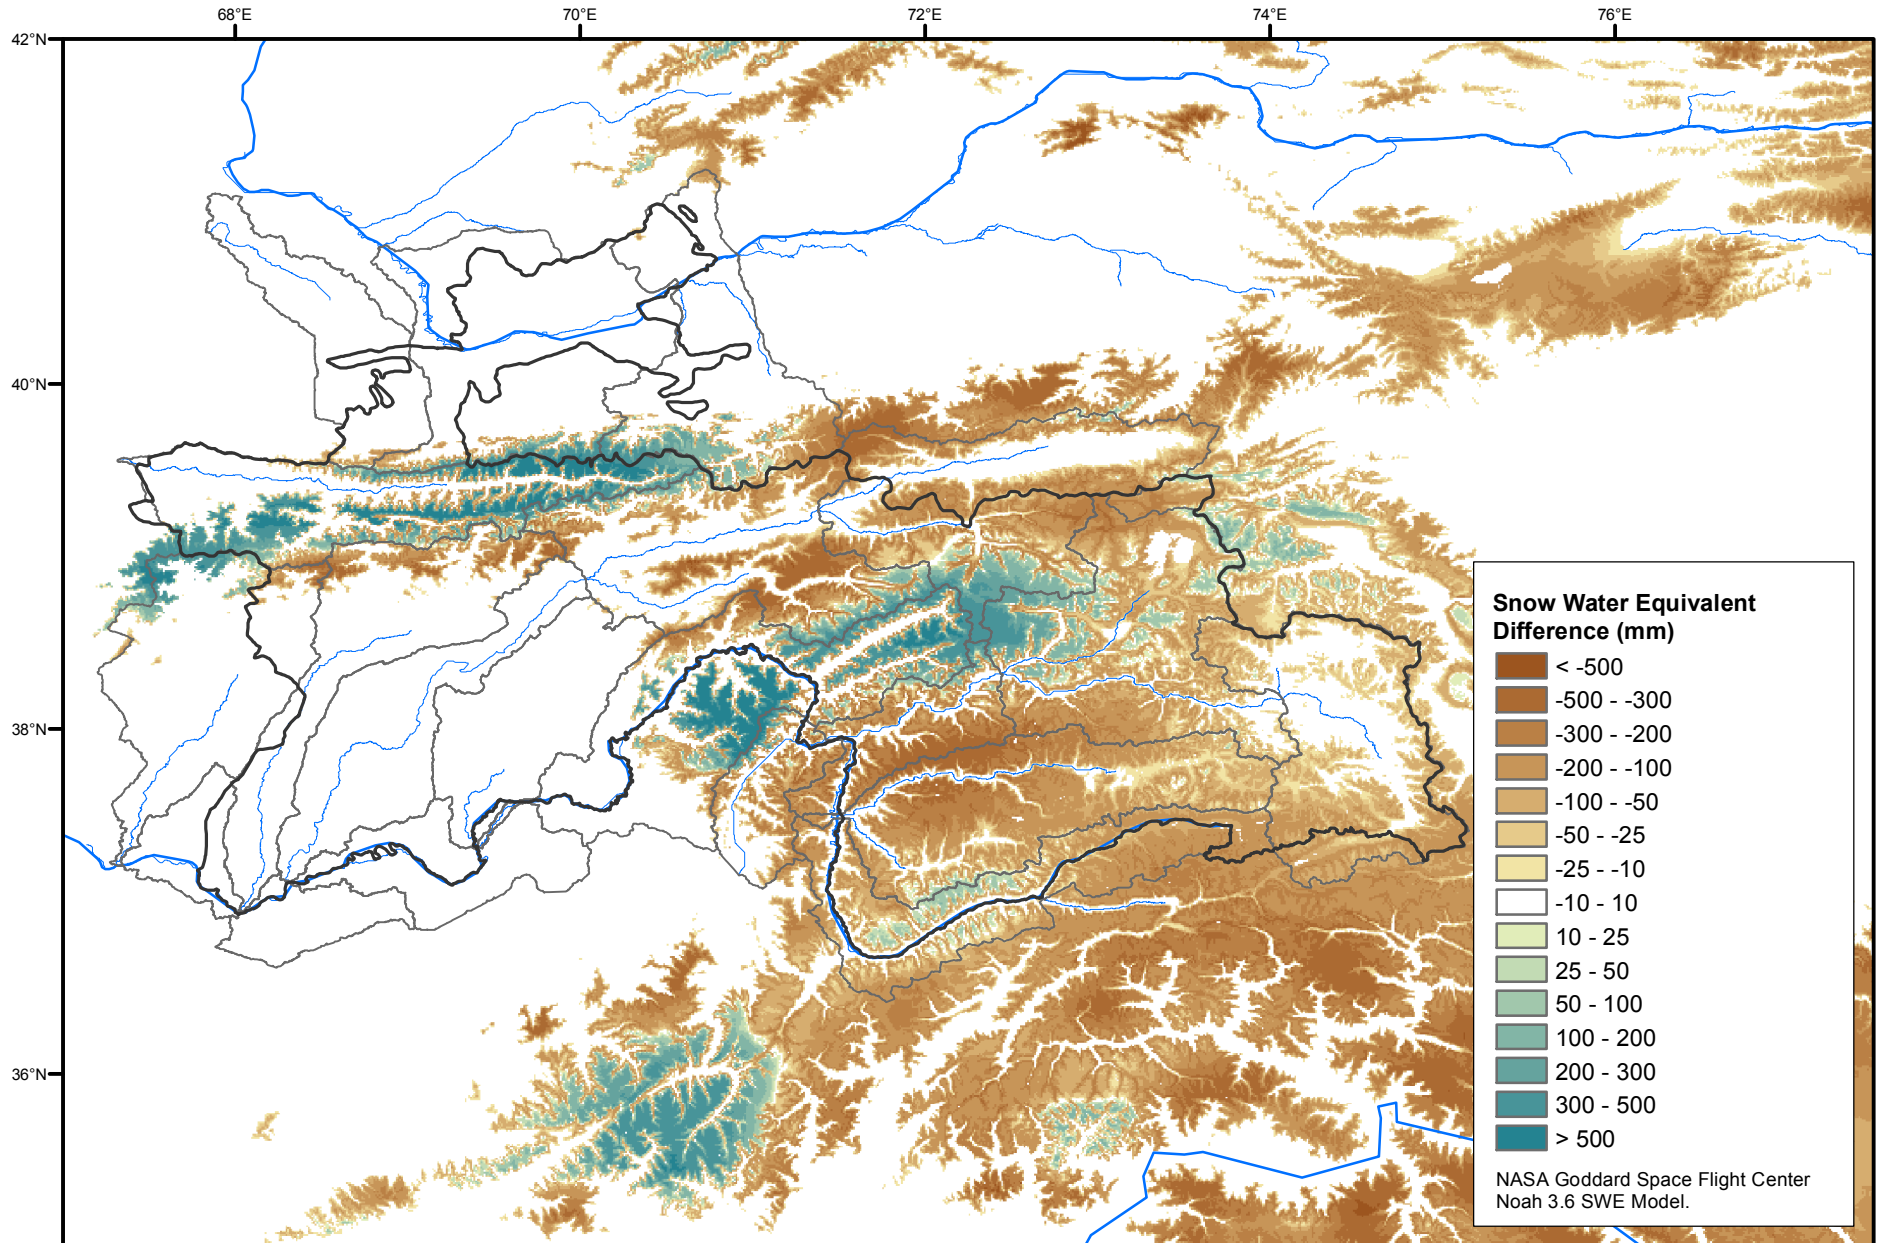 68°E 70°E 72°E 74°E 76°E
42°N
40°N
38°N
36°N
Snow Water Equivalent
Difference (mm)
< -500
-500 - -300
-300 - -200
-200 - -100
-100 - -50
-50 - -25
-25 - -10
-10 - 10
10 - 25
25 - 50
50 - 100
100 - 200
200 - 300
300 - 500
> 500
NASA Goddard Space Flight Center
Noah 3.6 SWE Model.